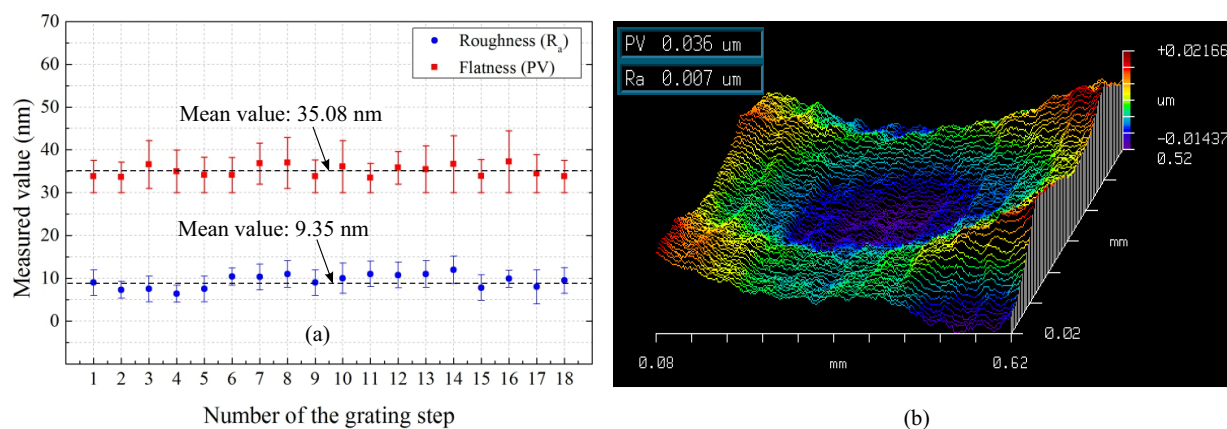 70
60
50
40
30
20
10
0
Measured value (nm)
Roughness (Ra)
Flatness (PV)
Mean value: 35.08 nm
Mean value: 9.35 nm
(a)
1 2 3 4 5 6 7 8 9 10 11 12 13 14 15 16 17 18
Number of the grating step
PV 0.036 um
Ra 0.007 um
+0.02166
um
-0.01437
0.52
mm
0.02
0.08
mm
0.62
(b)